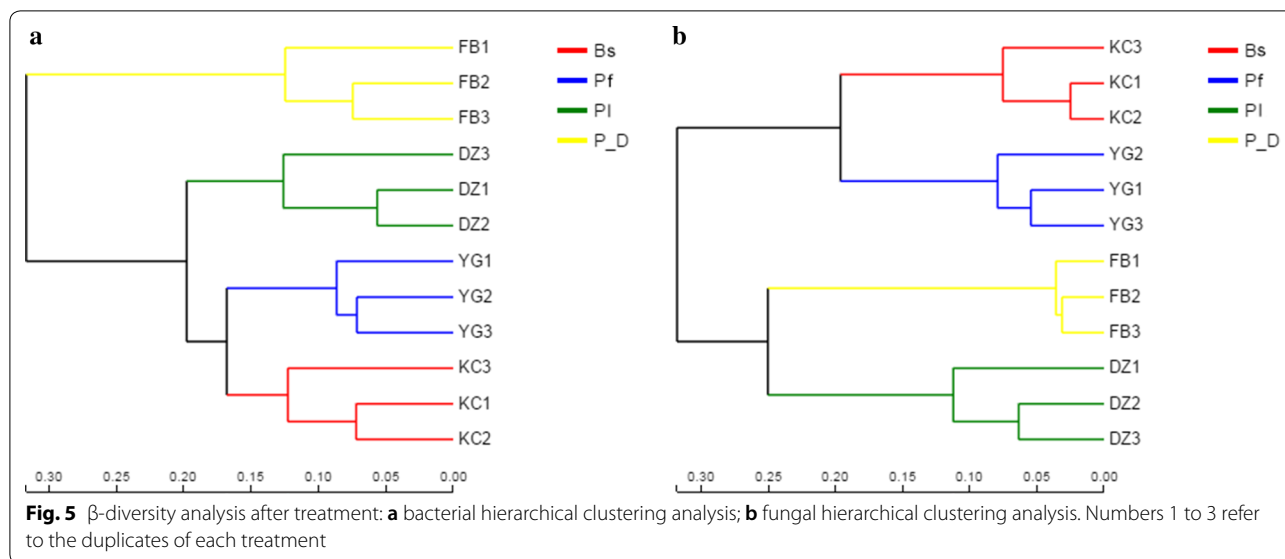 a
FB1
FB2
FB3
DZ3
DZ1
DZ2
YG1
YG2
YG3
KC3
KC1
KC2
Bs
Pf
Pl
P_D
0.30 0.25 0.20 0.15 0.10 0.05 0.00
b
KC3
KC1
KC2
YG2
YG1
YG3
FB1
FB2
FB3
DZ1
DZ2
DZ3
Bs
Pf
Pl
P_D
0.30 0.25 0.20 0.15 0.10 0.05 0.00
Fig. 5 β-diversity analysis after treatment: a bacterial hierarchical clustering analysis; b fungal hierarchical clustering analysis. Numbers 1 to 3 refer
to the duplicates of each treatment